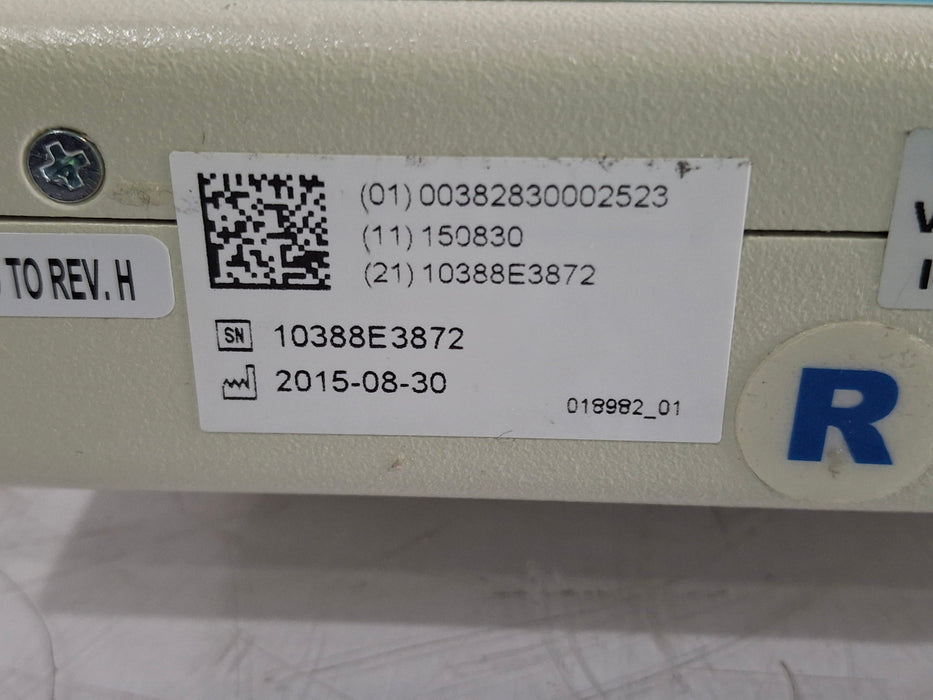 (01)00382830002523
(11)150830
(21)10388E3872
SN 10388E3872
2015-08-30
018982_01
TO REV. H
R